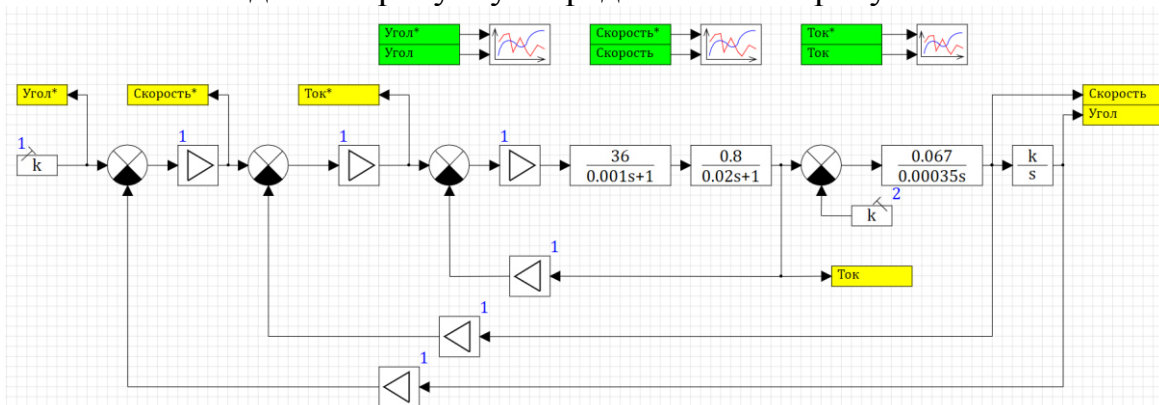 Угол*
Угол
Скорость*
Скорость
Ток*
Ток
Угол*
Скорость*
Ток*
Скорость
Угол
1
k
1
1
1
36
0.001s+1
0.8
0.02s+1
0.067
0.00035s
k
s
2
k
1
Ток
1
1